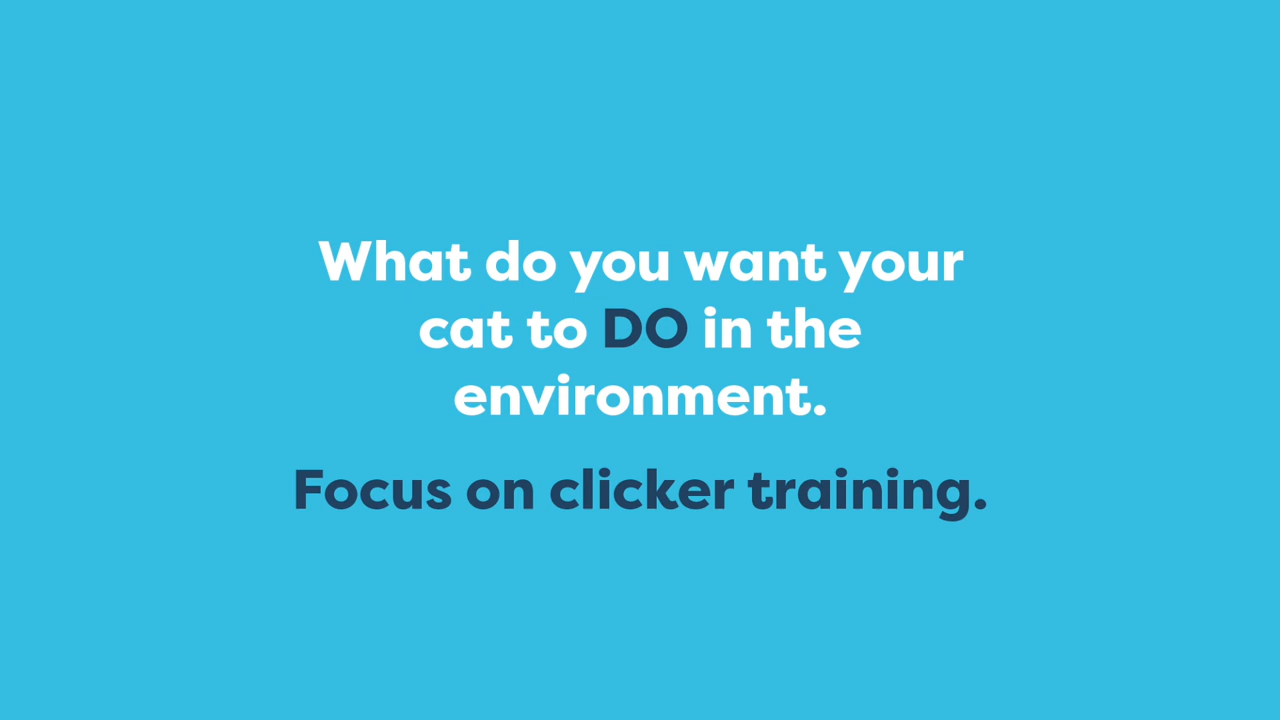 What do you want your
cat to DO in the
environment.
Focus on clicker training.